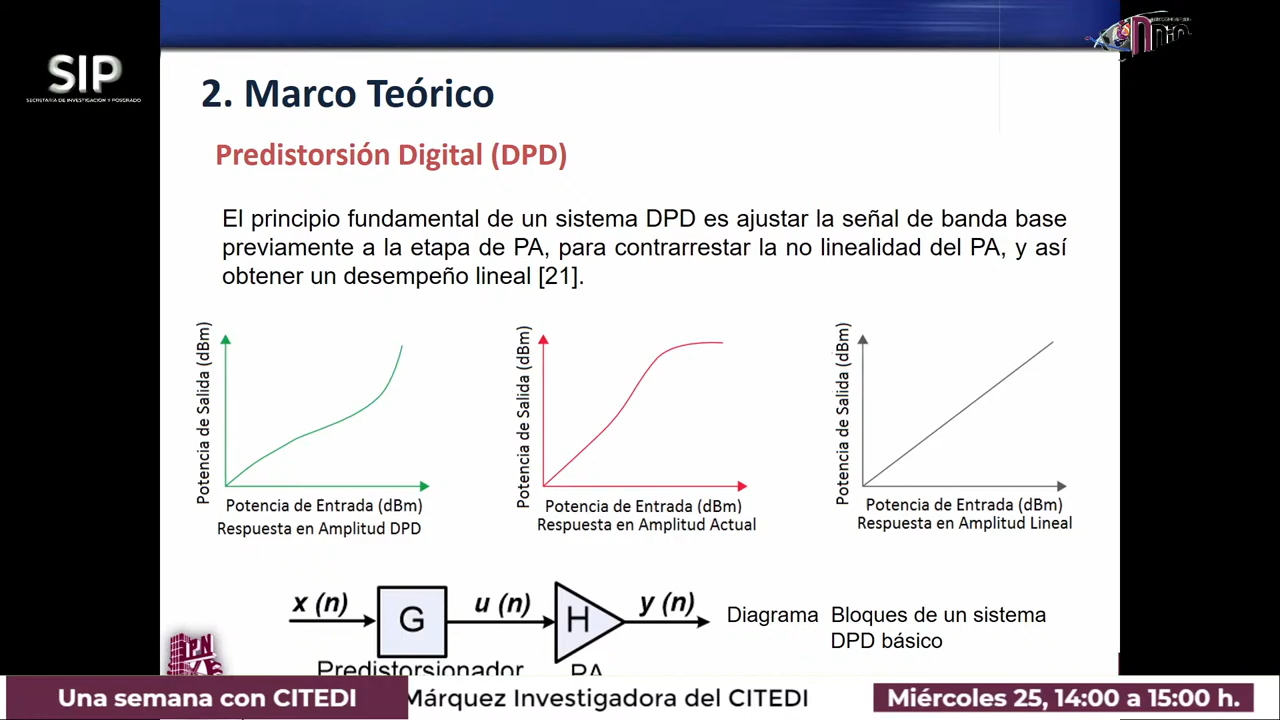 SIP
SECRETARÍA DE INVESTIGACIÓN Y POSGRADO
2. Marco Teórico
Predistorsión Digital (DPD)
El principio fundamental de un sistema DPD es ajustar la señal de banda base
previamente a la etapa de PA, para contrarrestar la no linealidad del PA, y así
obtener un desempeño lineal [21].
Potencia de Salida (dBm)
Potencia de Entrada (dBm)
Respuesta en Amplitud DPD
Potencia de Salida (dBm)
Potencia de Entrada (dBm)
Respuesta en Amplitud Actual
Potencia de Salida (dBm)
Potencia de Entrada (dBm)
Respuesta en Amplitud Lineal
x (n)
G
u (n)
H
y (n)
Predistorsionador
PA
Diagrama Bloques de un sistema
DPD básico
Una semana con CITEDI
Márquez Investigadora del CITEDI
Miércoles 25, 14:00 a 15:00 h.